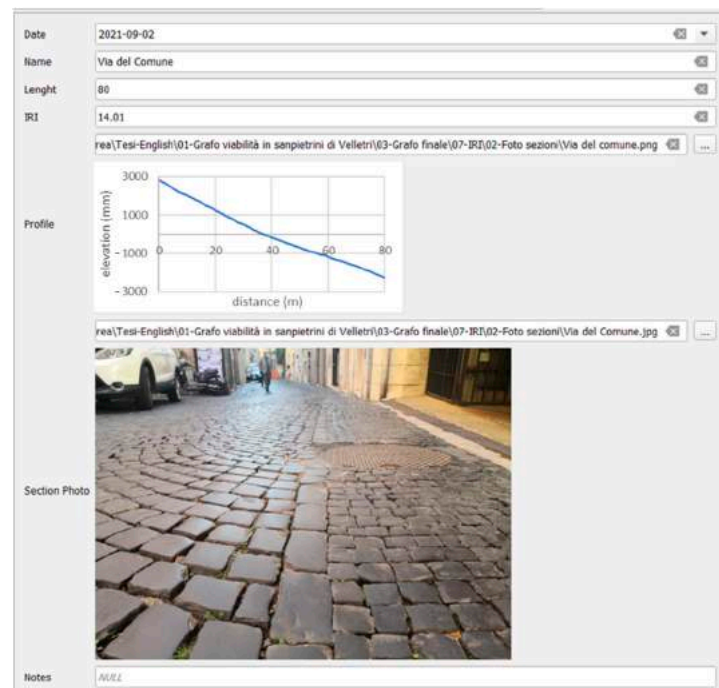 Date 2021-09-02
Name Via del Comune
Lenght 80
IRI 14.01
rea\Tesi-English\01-Grafo viabilità in sanpietrini di Velletri\03-Grafo finale\07-IRI\02-Foto sezioni\Via del comune.png ...
Profile
elevation (mm)
3000
1000
-1000
-3000
0 20 40 60 80
distance (m)
rea\Tesi-English\01-Grafo viabilità in sanpietrini di Velletri\03-Grafo finale\07-IRI\02-Foto sezioni\Via del Comune.jpg ...
Section Photo
Notes NULL